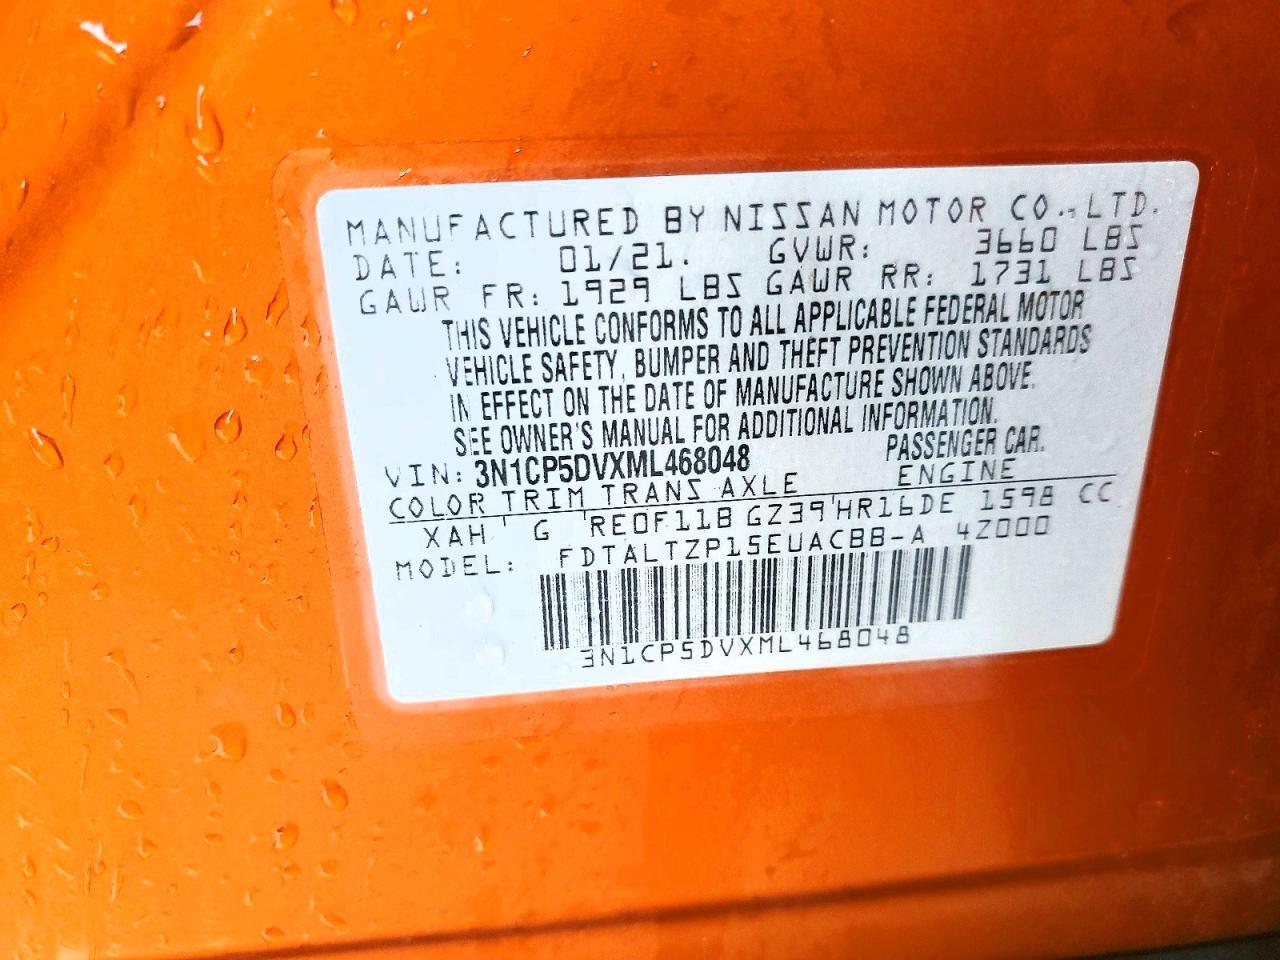 MANUFACTURED BY NISSAN MOTOR CO., LTD.
DATE: 01/21. GVWR: 3660 LBS
GAWR FR: 1929 LBS GAWR RR: 1731 LBS
THIS VEHICLE CONFORMS TO ALL APPLICABLE FEDERAL MOTOR
VEHICLE SAFETY, BUMPER AND THEFT PREVENTION STANDARDS
IN EFFECT ON THE DATE OF MANUFACTURE SHOWN ABOVE.
SEE OWNER'S MANUAL FOR ADDITIONAL INFORMATION.
VIN: 3N1CP5DVXML468048 PASSENGER CAR.
COLOR TRIM TRANS AXLE ENGINE
XAH G RE0F11B GZ39 HR16DE 1598 CC
MODEL: FDTALTZP15EUACBB-A 4Z000
3N1CP5DVXML468048